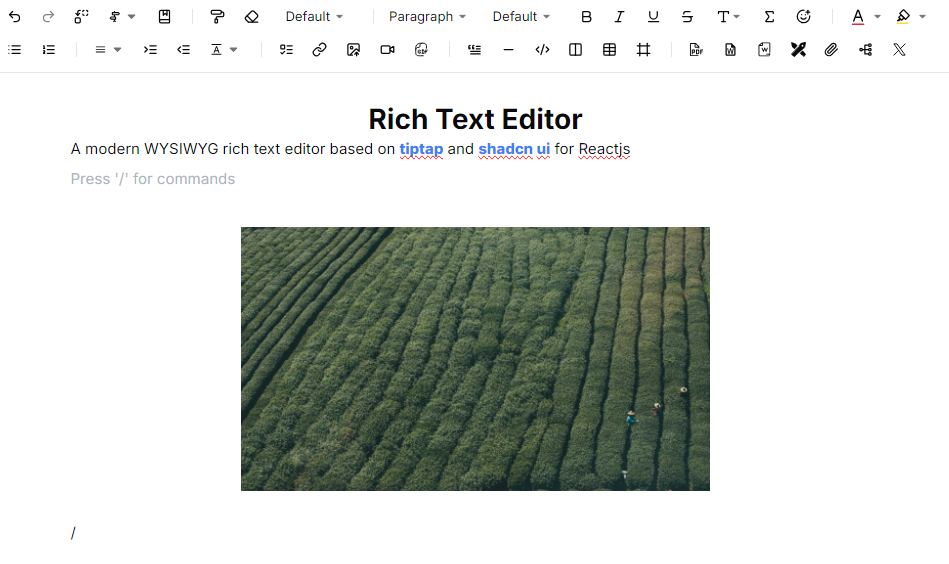 Default Paragraph Default
Rich Text Editor
A modern WYSIWYG rich text editor based on tiptap and shadcn ui for Reactjs
Press '/' for commands
/